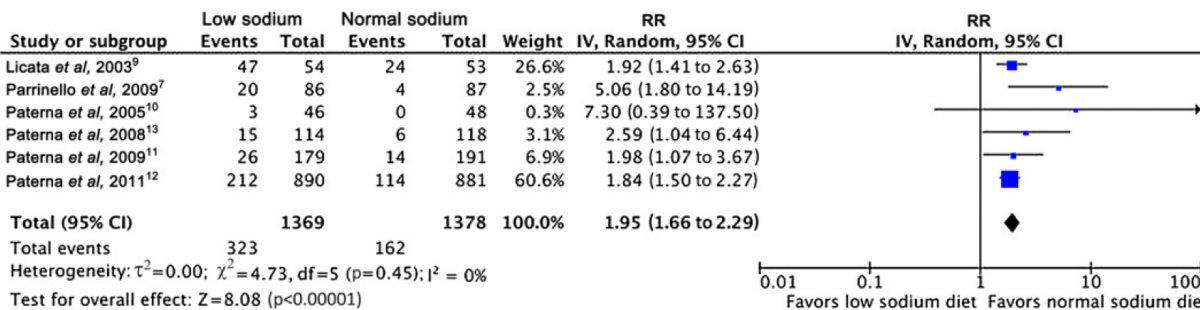 Low sodium Normal sodium RR RR
Study or subgroup Events Total Events Total Weight IV, Random, 95% CI IV, Random, 95% CI
Licata et al, 2003⁹ 47 54 24 53 26.6% 1.92 (1.41 to 2.63)
Parrinello et al, 2009⁷ 20 86 4 87 2.5% 5.06 (1.80 to 14.19)
Paterna et al, 2005¹⁰ 3 46 0 48 0.3% 7.30 (0.39 to 137.50)
Paterna et al, 2008¹³ 15 114 6 118 3.1% 2.59 (1.04 to 6.44)
Paterna et al, 2009¹¹ 26 179 14 191 6.9% 1.98 (1.07 to 3.67)
Paterna et al, 2011¹² 212 890 114 881 60.6% 1.84 (1.50 to 2.27)
Total (95% CI) 1369 1378 100.0% 1.95 (1.66 to 2.29)
Total events 323 162
Heterogeneity: τ²=0.00; χ²=4.73, df=5 (p=0.45); I² = 0%
Test for overall effect: Z=8.08 (p<0.00001)
0.01 0.1 1 10 100
Favors low sodium diet Favors normal sodium die